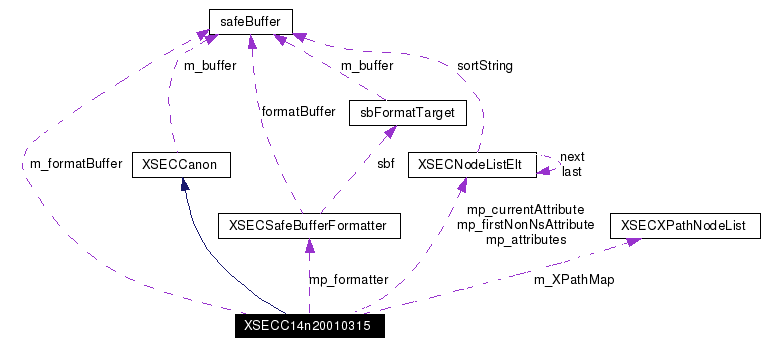 safeBuffer
m_buffer
m_buffer
sortString
formatBuffer
sbFormatTarget
m_formatBuffer
XSECCanon
sbf
XSECNodeListElt
next
last
XSECSafeBufferFormatter
mp_currentAttribute
mp_firstNonNsAttribute
mp_attributes
XSECXPathNodeList
mp_formatter
m_XPathMap
XSECC14n20010315